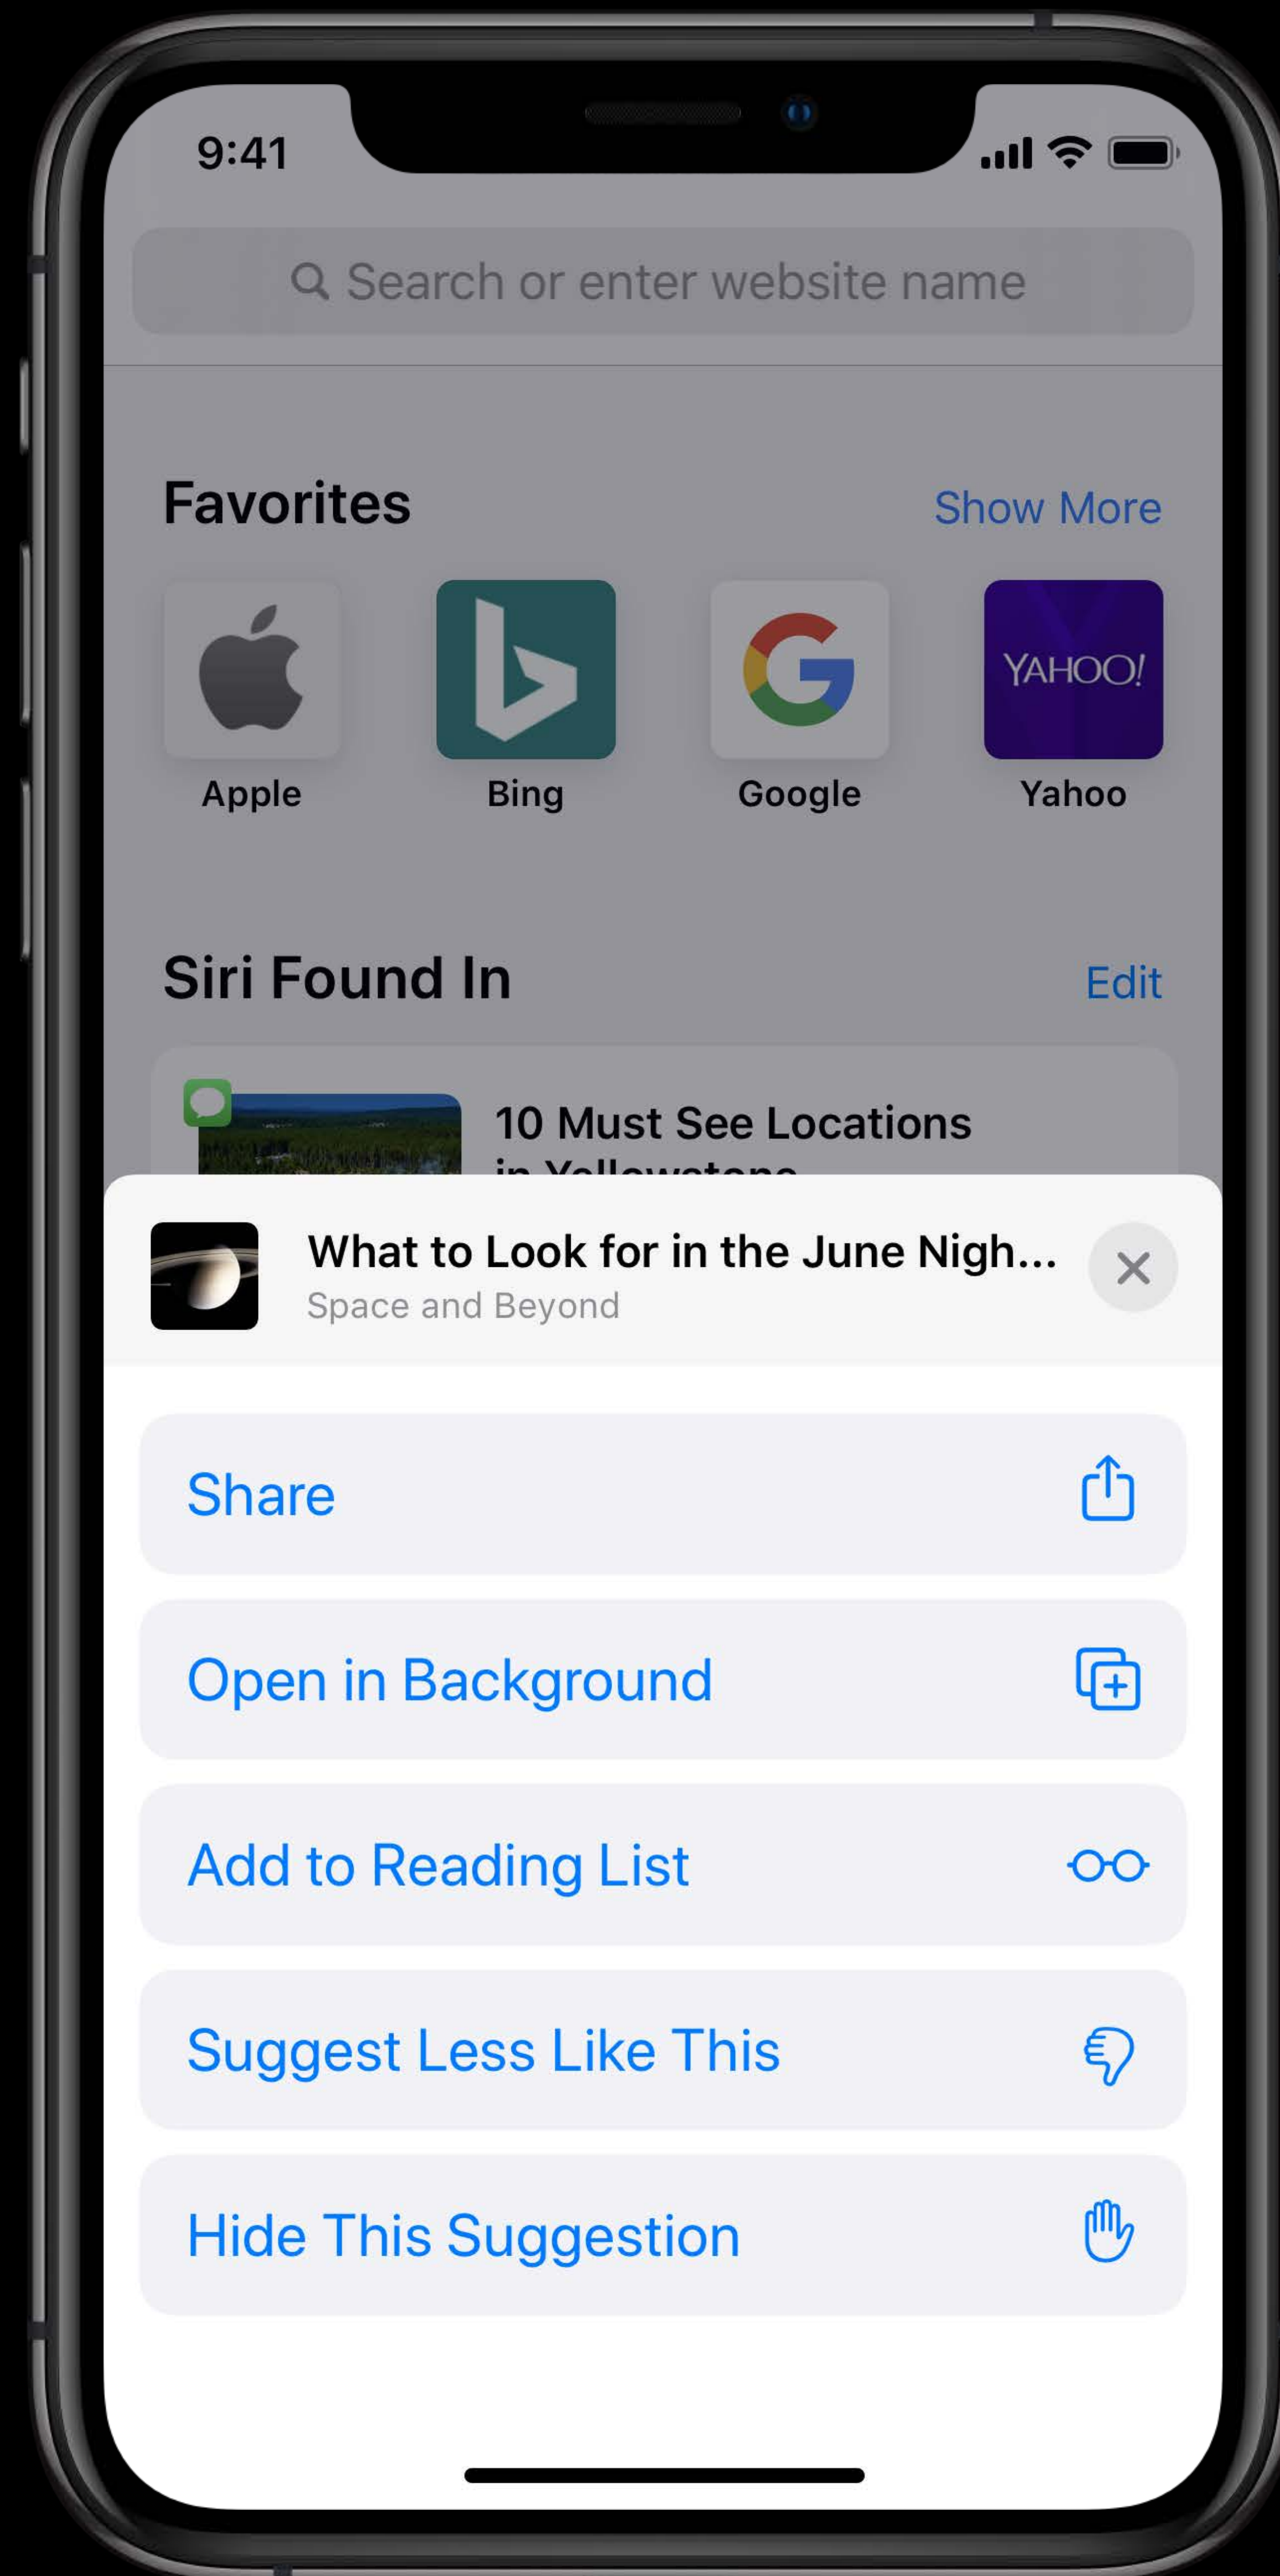 9:41
Search or enter website name
Favorites
Show More
YAHOO!
Apple
Bing
Google
Yahoo
Siri Found In
Edit
10 Must See Locations
in Yellowstone
What to Look for in the June Nigh...
Space and Beyond
Share
Open in Background
Add to Reading List
Suggest Less Like This
Hide This Suggestion